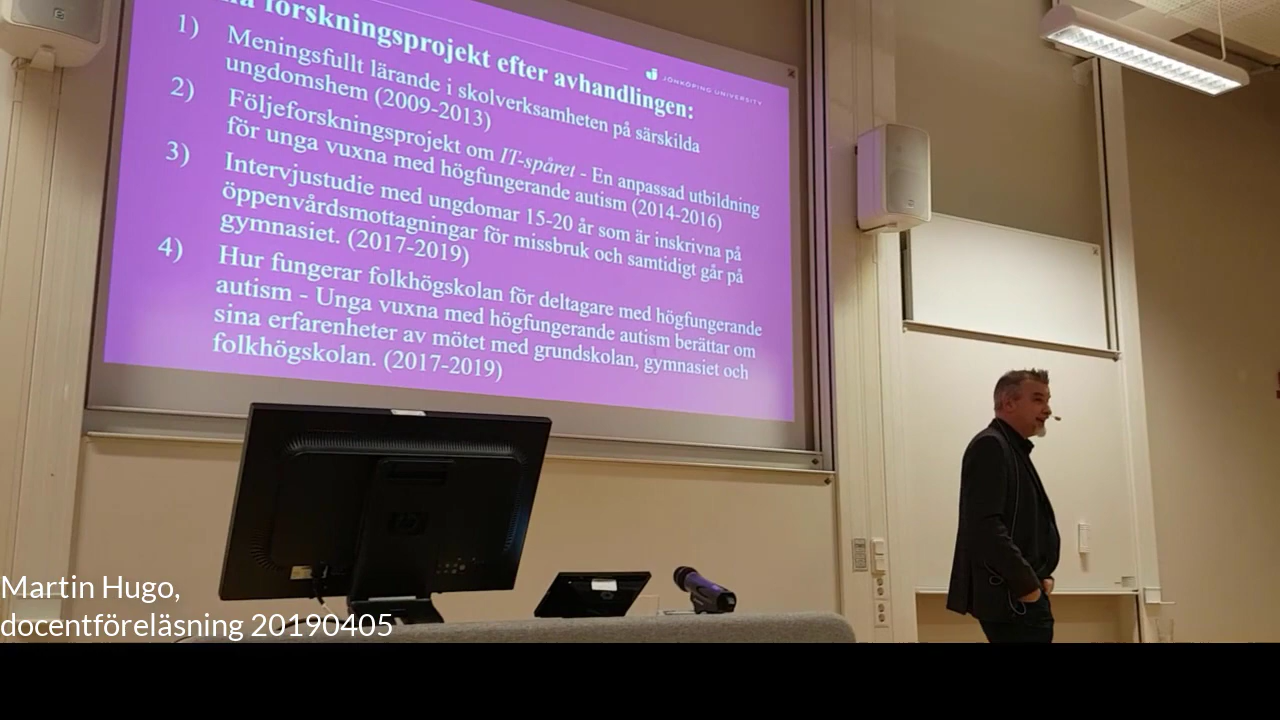 forskningsprojekt efter avhandlingen:
JÖNKÖPING UNIVERSITY
1) Meningsfullt lärande i skolverksamheten på särskilda
ungdomshem (2009-2013)
2) Följeforskningsprojekt om IT-spåret - En anpassad utbildning
för unga vuxna med högfungerande autism (2014-2016)
3) Intervjustudie med ungdomar 15-20 år som är inskrivna på
öppenvårdsmottagningar för missbruk och samtidigt går på
gymnasiet. (2017-2019)
4) Hur fungerar folkhögskolan för deltagare med högfungerande
autism - Unga vuxna med högfungerande autism berättar om
sina erfarenheter av mötet med grundskolan, gymnasiet och
folkhögskolan. (2017-2019)
hp
Martin Hugo,
docentföreläsning 20190405